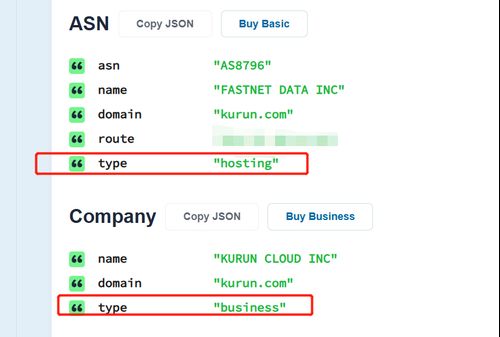 ASN Copy JSON Buy Basic
asn "AS8796"
name "FASTNET DATA INC"
domain "kurun.com"
route
type "hosting"
Company Copy JSON Buy Business
name "KURUN CLOUD INC"
domain "kurun.com"
type "business"